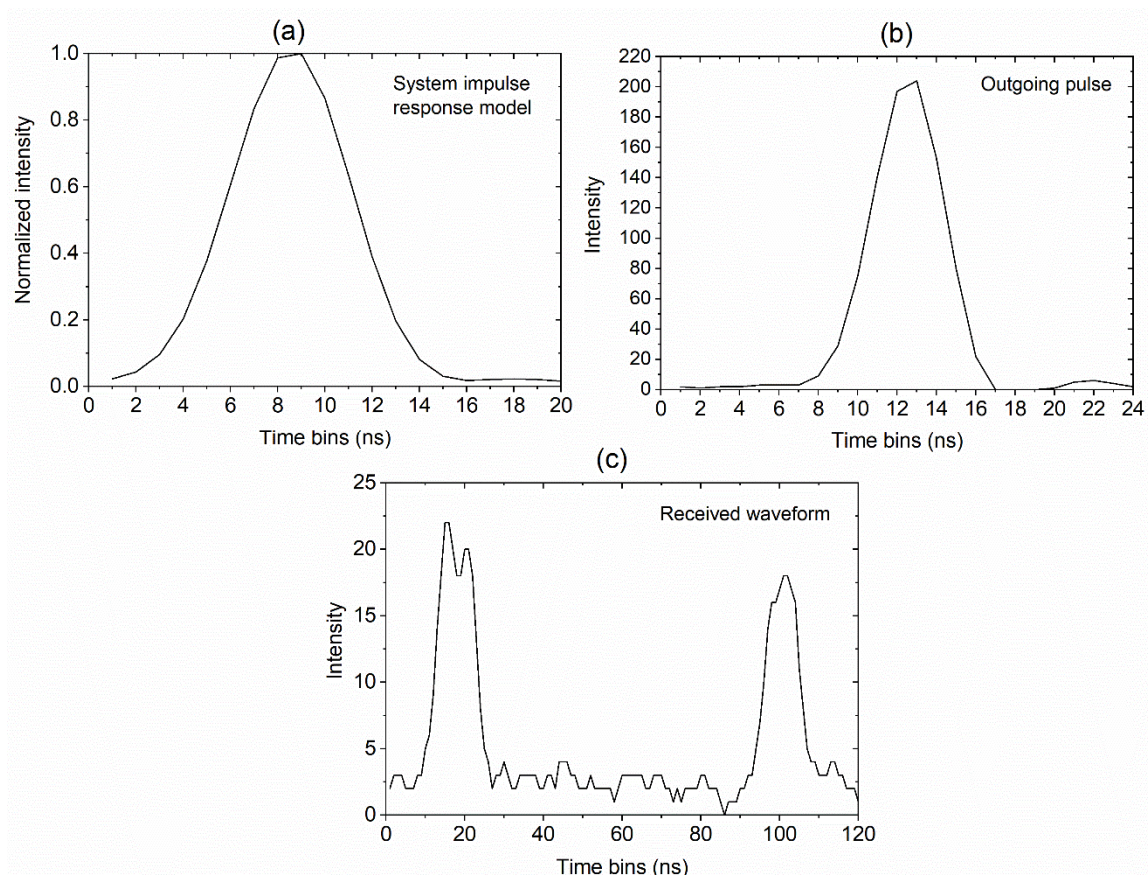 (a)
1.0
0.8
0.6
0.4
0.2
0.0
Normalized intensity
System impulse
response model
0 2 4 6 8 10 12 14 16 18 20
Time bins (ns)
(b)
220
200
180
160
140
120
100
80
60
40
20
0
Intensity
Outgoing pulse
0 2 4 6 8 10 12 14 16 18 20 22 24
Time bins (ns)
(c)
25
20
15
10
5
0
Intensity
Received waveform
0 20 40 60 80 100 120
Time bins (ns)